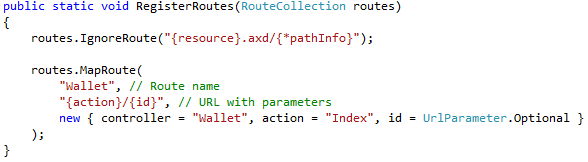 public static void RegisterRoutes(RouteCollection routes)
{
    routes.IgnoreRoute("{resource}.axd/{*pathInfo}");

    routes.MapRoute(
        "Wallet", // Route name
        "{action}/{id}", // URL with parameters
        new { controller = "Wallet", action = "Index", id = UrlParameter.Optional }
    );
}